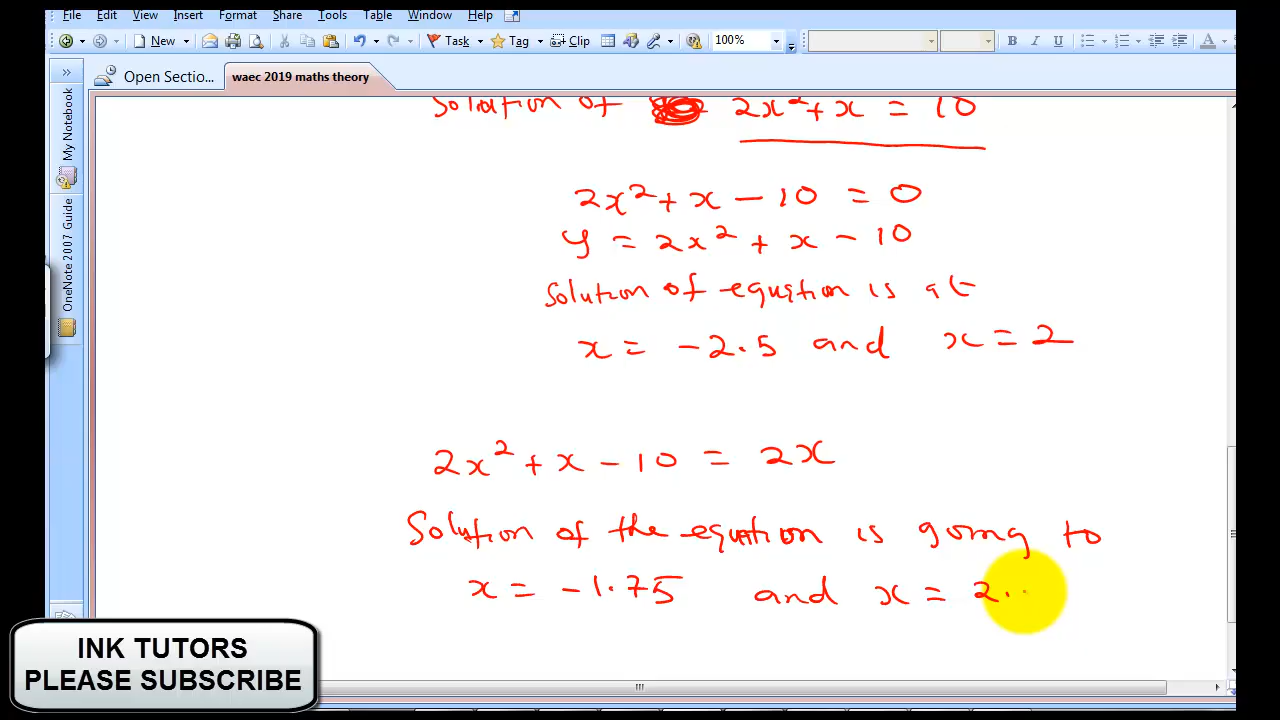 File Edit View Insert Format Share Tools Table Window Help
New Task Tag Clip 100% B I U A
» Open Sectio... waec 2019 maths theory
My Notebook
OneNote 2007 Guide
Solution of 2x²+x = 10
2x²+x-10 = 0
y = 2x² + x - 10
Solution of equation is at
x = -2.5 and x = 2
2x²+x-10 = 2x
Solution of the equation is going to
x = -1.75 and x = 2.
INK TUTORS
PLEASE SUBSCRIBE